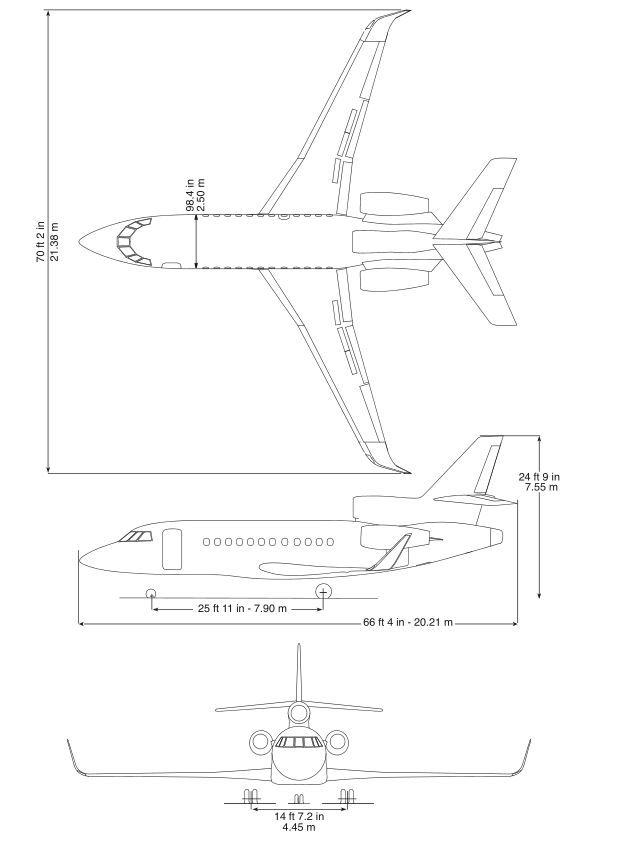 98.4 in
2.50 m
70 ft 2 in
21.38 m
24 ft 9 in
7.55 m
25 ft 11 in - 7.90 m
66 ft 4 in - 20.21 m
14 ft 7.2 in
4.45 m